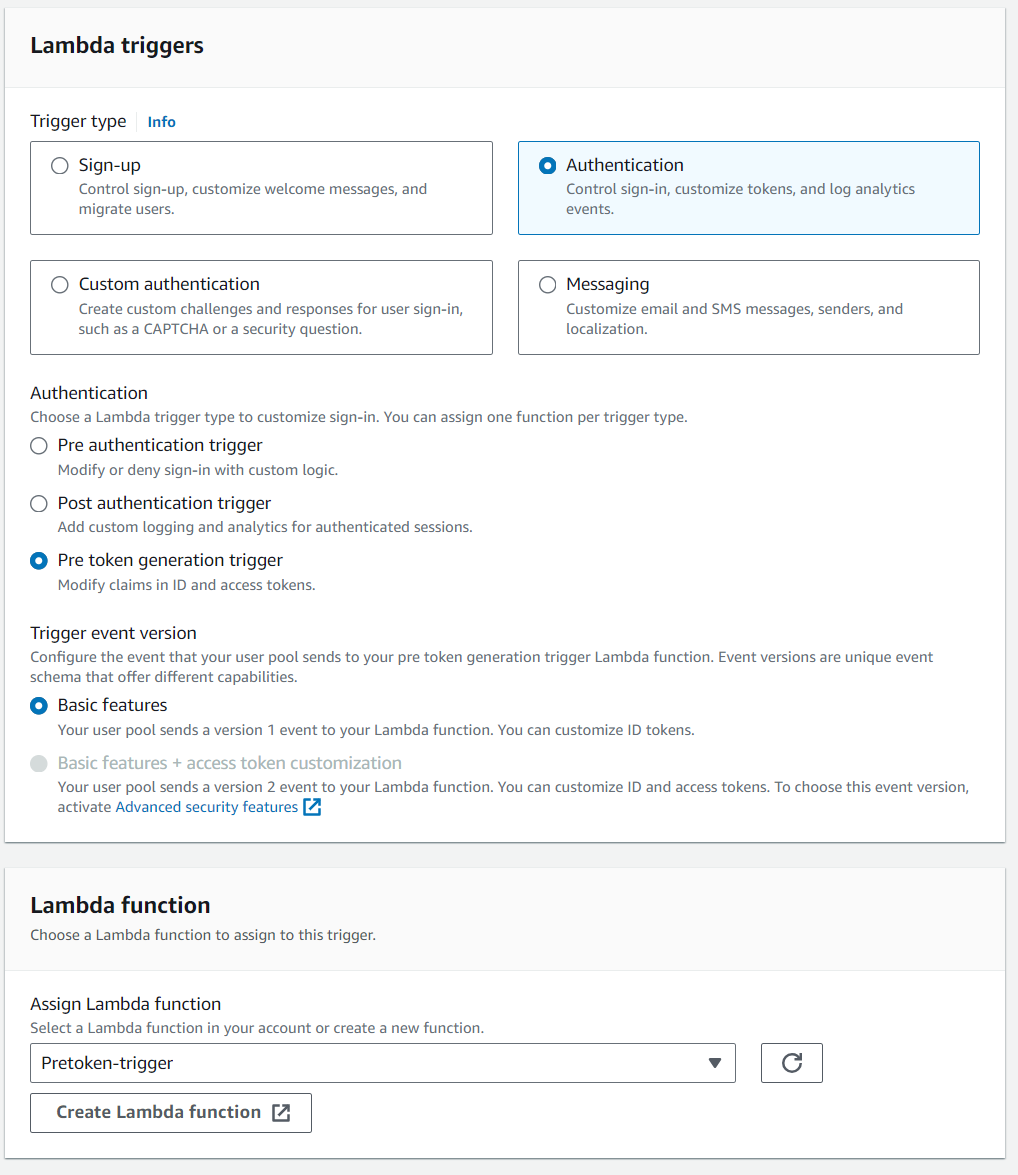 Lambda triggers
Trigger type Info
Sign-up
Control sign-up, customize welcome messages, and
migrate users.
Authentication
Control sign-in, customize tokens, and log analytics
events.
Custom authentication
Create custom challenges and responses for user sign-in,
such as a CAPTCHA or a security question.
Messaging
Customize email and SMS messages, senders, and
localization.
Authentication
Choose a Lambda trigger type to customize sign-in. You can assign one function per trigger type.
Pre authentication trigger
Modify or deny sign-in with custom logic.
Post authentication trigger
Add custom logging and analytics for authenticated sessions.
Pre token generation trigger
Modify claims in ID and access tokens.
Trigger event version
Configure the event that your user pool sends to your pre token generation trigger Lambda function. Event versions are unique event
schema that offer different capabilities.
Basic features
Your user pool sends a version 1 event to your Lambda function. You can customize ID tokens.
Basic features + access token customization
Your user pool sends a version 2 event to your Lambda function. You can customize ID and access tokens. To choose this event version,
activate Advanced security features
Lambda function
Choose a Lambda function to assign to this trigger.
Assign Lambda function
Select a Lambda function in your account or create a new function.
Pretoken-trigger
Create Lambda function